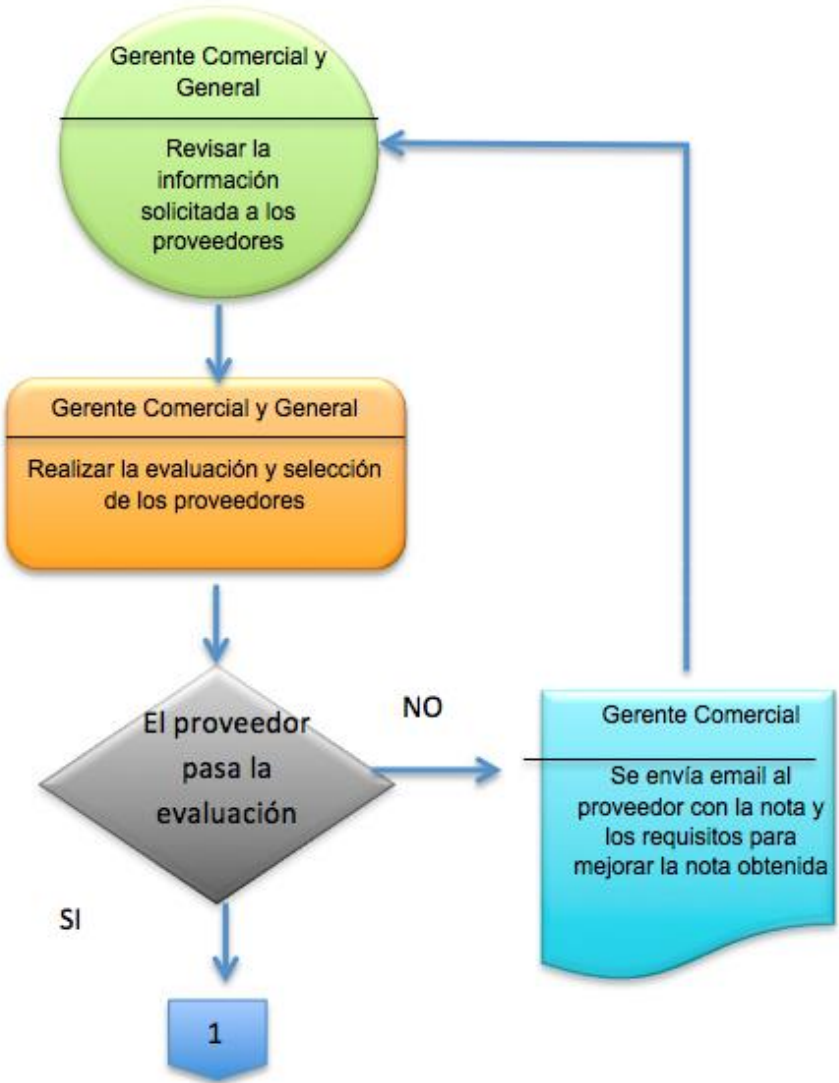 Gerente Comercial y
General
Revisar la
información
solicitada a los
proveedores
Gerente Comercial y General
Realizar la evaluación y selección
de los proveedores
El proveedor
pasa la
evaluación
NO
Gerente Comercial
Se envía email al
proveedor con la nota y
los requisitos para
mejorar la nota obtenida
SI
1